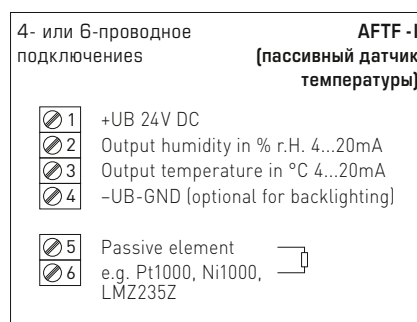 4- или 6-проводное
подключениеs
AFTF - I
(пассивный датчик
температуры)
1 +UB 24V DC
2 Output humidity in % r.H. 4...20mA
3 Output temperature in °C 4...20mA
4 –UB-GND (optional for backlighting)
5 Passive element
6 e.g. Pt1000, Ni1000,
LMZ235Z